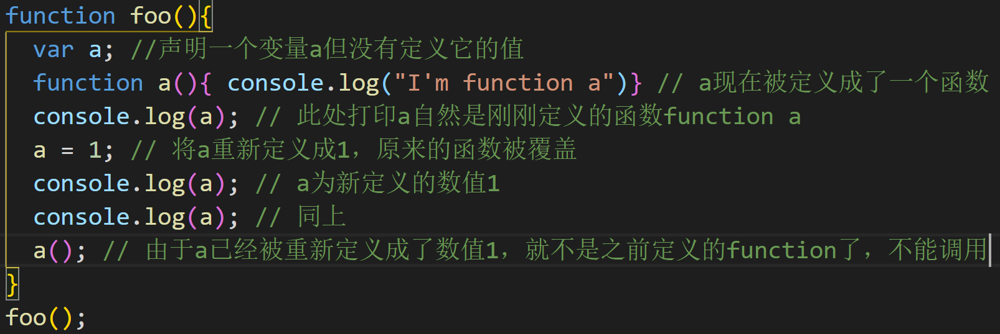 function foo(){
var a; //声明一个变量a但没有定义它的值
function a(){ console.log("I'm function a")} // a现在被定义成了一个函数
console.log(a); // 此处打印a自然是刚刚定义的函数function a
a = 1; // 将a重新定义成1，原来的函数被覆盖
console.log(a); // a为新定义的数值1
console.log(a); // 同上
a(); // 由于a已经被重新定义成了数值1，就不是之前定义的function了，不能调用
}
foo();